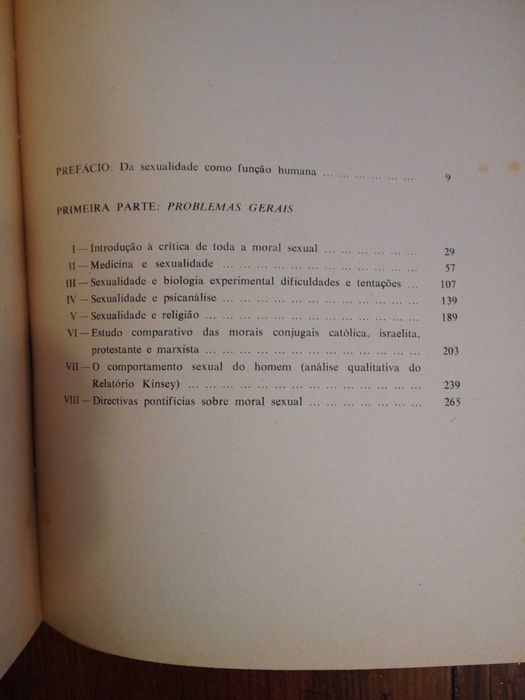 PREFÁCIO: Da sexualidade como função humana ... ... ... ... ... ... 9
PRIMEIRA PARTE: PROBLEMAS GERAIS
I — Introdução à crítica de toda a moral sexual ... ... ... ... ... ... 29
II — Medicina e sexualidade ... ... ... ... ... ... ... ... ... ... ... 57
III — Sexualidade e biologia experimental dificuldades e tentações ... 107
IV — Sexualidade e psicanálise ... ... ... ... ... ... ... ... ... ... ... 139
V — Sexualidade e religião ... ... ... ... ... ... ... ... ... ... ... ... 189
VI — Estudo comparativo das morais conjugais católica, israelita,
protestante e marxista ... ... ... ... ... ... ... ... ... ... ... 203
VII — O comportamento sexual do homem (análise qualitativa do
Relatório Kinsey) ... ... ... ... ... ... ... ... ... ... ... ... 239
VIII — Directivas pontifícias sobre moral sexual ... ... ... ... ... ... ... 265